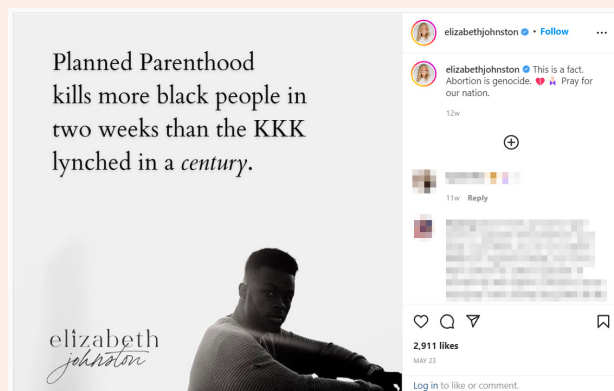 Planned Parenthood
kills more black people in
two weeks than the KKK
lynched in a century.
elizabeth
johnston
elizabethjohnston • Follow
elizabethjohnston This is a fact.
Abortion is genocide. 💔 🙏🏻 Pray for
our nation.
12w
11w Reply
2,911 likes
MAY 23
Log in to like or comment.